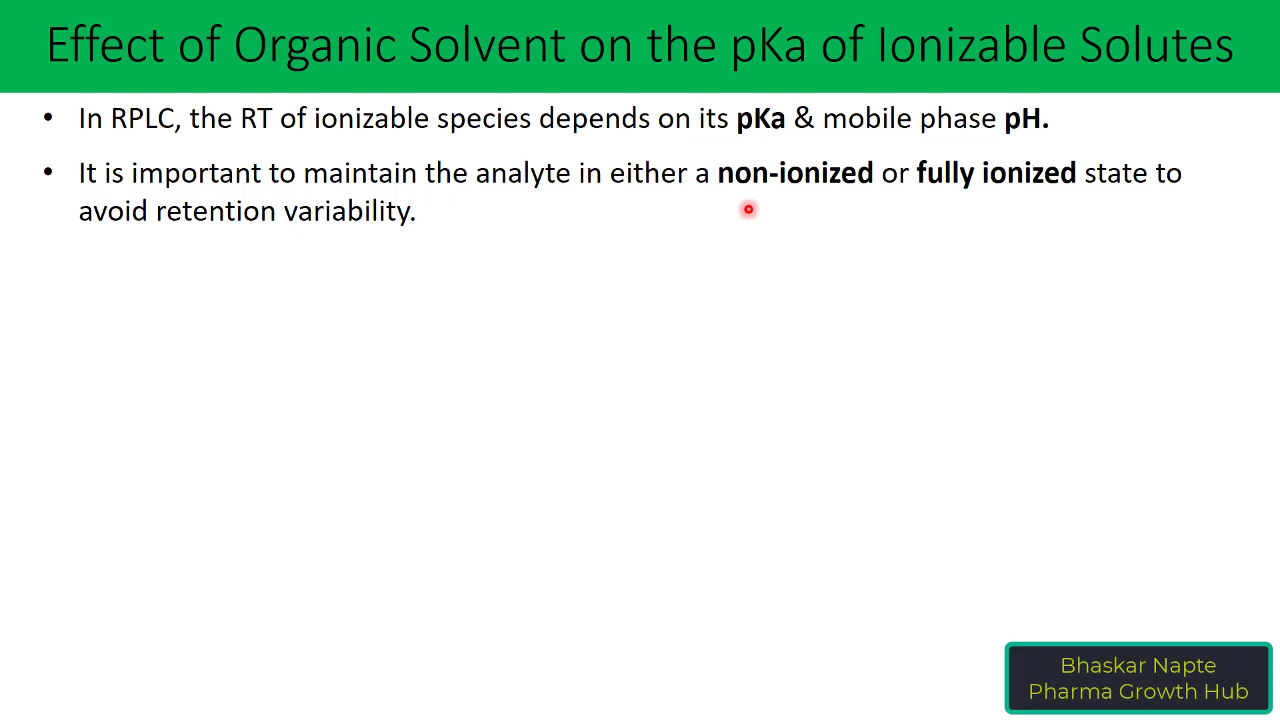 Effect of Organic Solvent on the pKa of Ionizable Solutes
• In RPLC, the RT of ionizable species depends on its pKa & mobile phase pH.
• It is important to maintain the analyte in either a non-ionized or fully ionized state to
avoid retention variability.
Bhaskar Napte
Pharma Growth Hub